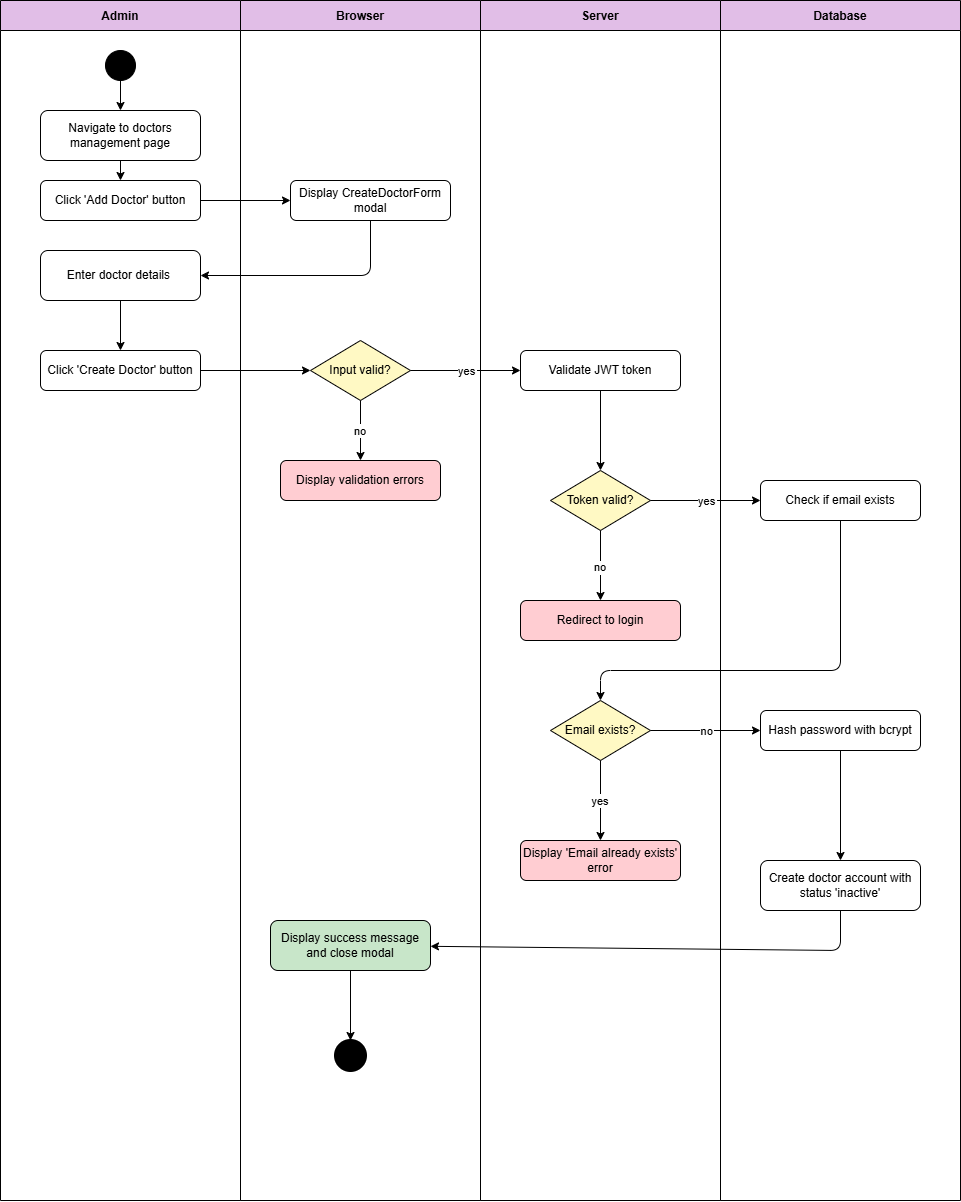 Admin
Browser
Server
Database
Navigate to doctors
management page
Click 'Add Doctor' button
Display CreateDoctorForm
modal
Enter doctor details
Click 'Create Doctor' button
Input valid?
yes
Validate JWT token
no
Display validation errors
Token valid?
yes
Check if email exists
no
Redirect to login
Email exists?
no
Hash password with bcrypt
yes
Display 'Email already exists'
error
Create doctor account with
status 'inactive'
Display success message
and close modal